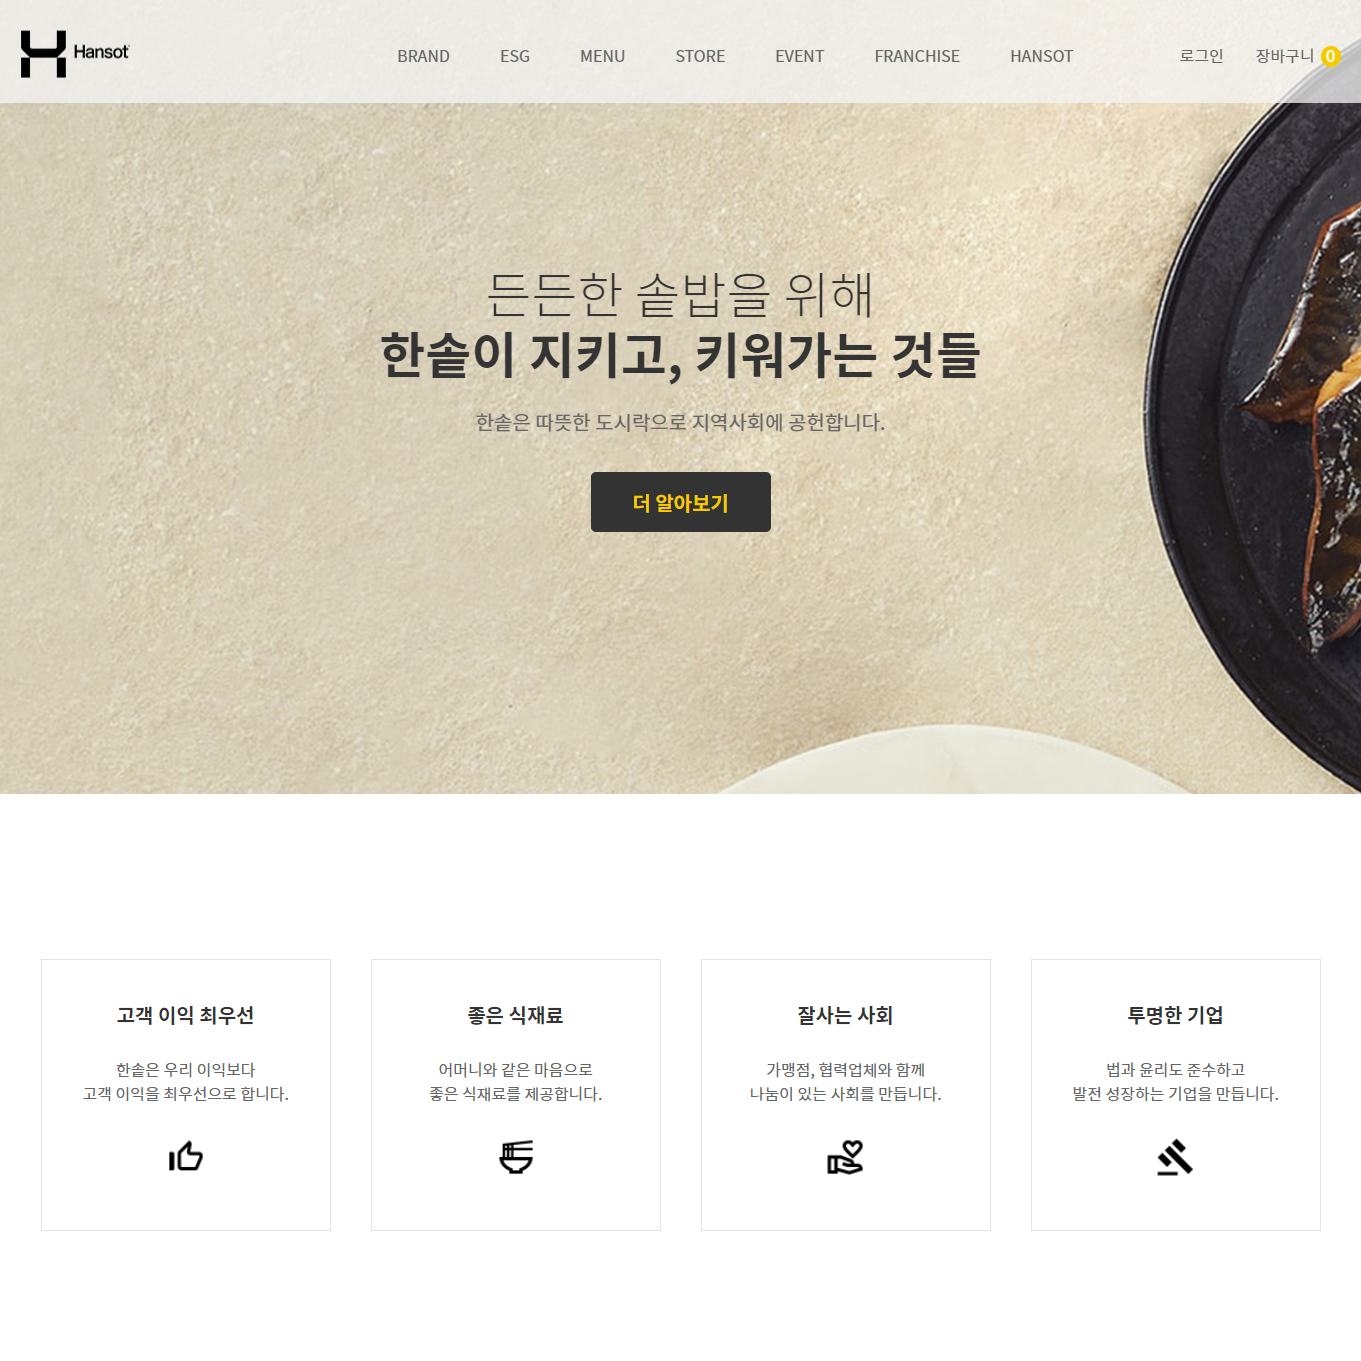 Hansot
BRAND ESG MENU STORE EVENT FRANCHISE HANSOT 로그인 장바구니 0
든든한 솥밥을 위해
한솥이 지키고, 키워가는 것들
한솥은 따뜻한 도시락으로 지역사회에 공헌합니다.
더 알아보기
고객 이익 최우선
한솥은 우리 이익보다
고객 이익을 최우선으로 합니다.
좋은 식재료
어머니와 같은 마음으로
좋은 식재료를 제공합니다.
잘사는 사회
가맹점, 협력업체와 함께
나눔이 있는 사회를 만듭니다.
투명한 기업
법과 윤리도 준수하고
발전 성장하는 기업을 만듭니다.